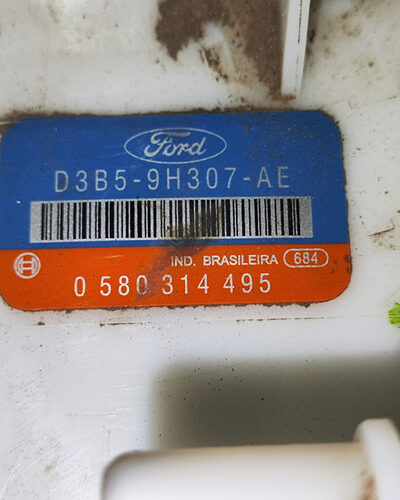 Ford
D3B5-9H307-AE
IND. BRASILEIRA 684
0 580 314 495